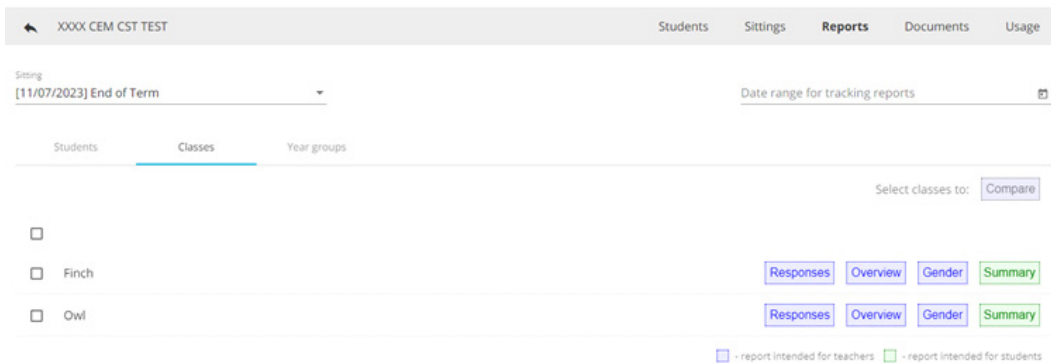 XXXX CEM CST TEST Students Sittings Reports Documents Usage
Sitting
[11/07/2023] End of Term Date range for tracking reports
Students Classes Year groups
Select classes to: Compare
Finch Responses Overview Gender Summary
Owl Responses Overview Gender Summary
- report intended for teachers - report intended for students